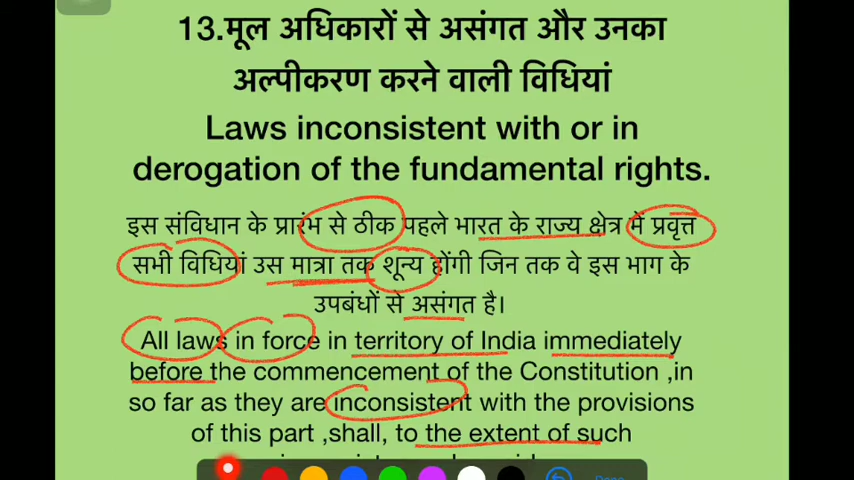 13.मूल अधिकारों से असंगत और उनका
अल्पीकरण करने वाली विधियां
Laws inconsistent with or in
derogation of the fundamental rights.
इस संविधान के प्रारंभ से ठीक पहले भारत के राज्य क्षेत्र में प्रवृत्त
सभी विधियां उस मात्रा तक शून्य होंगी जिन तक वे इस भाग के
उपबंधों से असंगत है।
All laws in force in territory of India immediately
before the commencement of the Constitution ,in
so far as they are inconsistent with the provisions
of this part ,shall, to the extent of such
Done